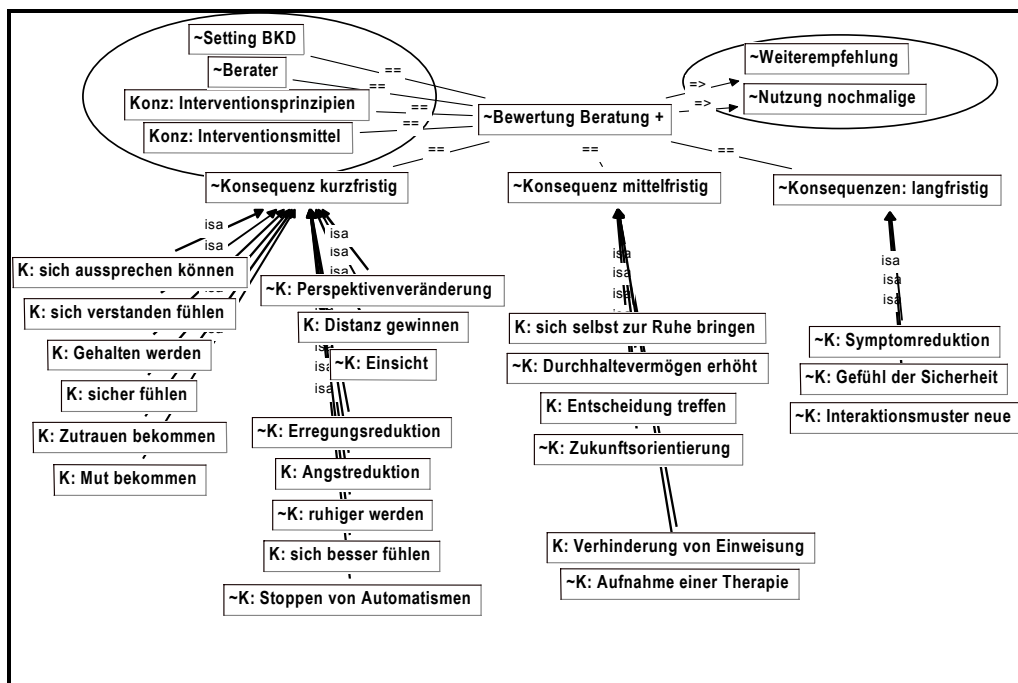 ~Setting BKD
~Berater
Konz: Interventionsprinzipien
Konz: Interventionsmittel
==
==
==
==
~Bewertung Beratung +
=>
=>
~Weiterempfehlung
~Nutzung nochmalige
==
==
==
~Konsequenz kurzfristig
~Konsequenz mittelfristig
~Konsequenzen: langfristig
isa
isa
K: sich aussprechen können
K: sich verstanden fühlen
K: Gehalten werden
K: sicher fühlen
K: Zutrauen bekommen
K: Mut bekommen
isa
isa
isa
~K: Perspektivenveränderung
K: Distanz gewinnen
~K: Einsicht
isa
isa
isa
~K: Erregungsreduktion
K: Angstreduktion
~K: ruhiger werden
K: sich besser fühlen
~K: Stoppen von Automatismen
isa
isa
isa
isa
K: sich selbst zur Ruhe bringen
~K: Durchhaltevermögen erhöht
K: Entscheidung treffen
~K: Zukunftsorientierung
K: Verhinderung von Einweisung
~K: Aufnahme einer Therapie
isa
isa
isa
~K: Symptomreduktion
~K: Gefühl der Sicherheit
~K: Interaktionsmuster neue